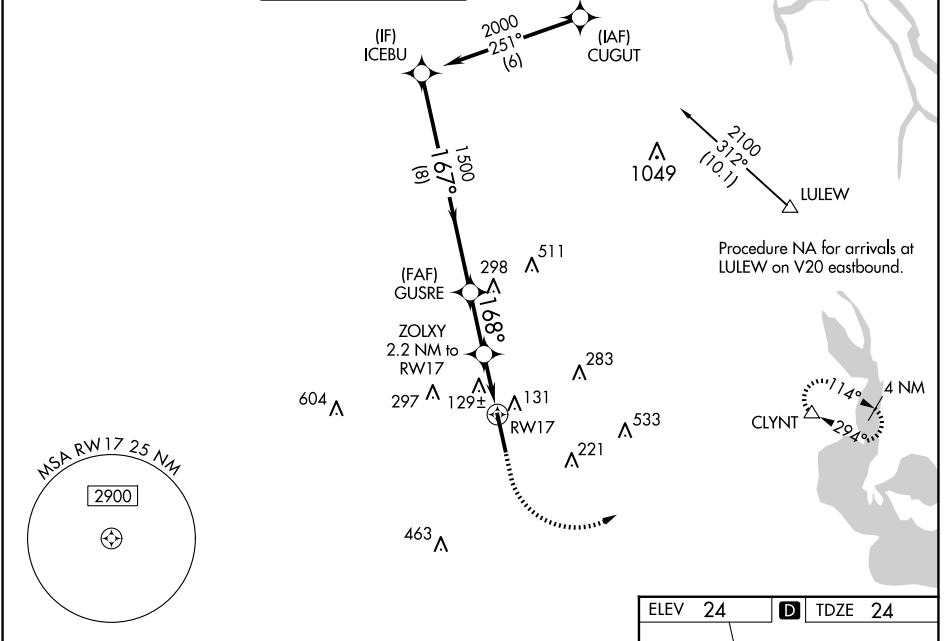 2000
251°
(6)
(IF)
ICEBU
(IAF)
CUGUT
1500
167°
(8)
2100
312°
(10.1)
1049
LULEW
Procedure NA for arrivals at
LULEW on V20 eastbound.
511
298
(FAF)
GUSRE
168°
ZOLXY
2.2 NM to
RW17
283
604
297
129±
131
RW17
533
221
114°
4 NM
CLYNT
294°
MSA RW17 25 NM
2900
463
ELEV 24 D TDZE 24